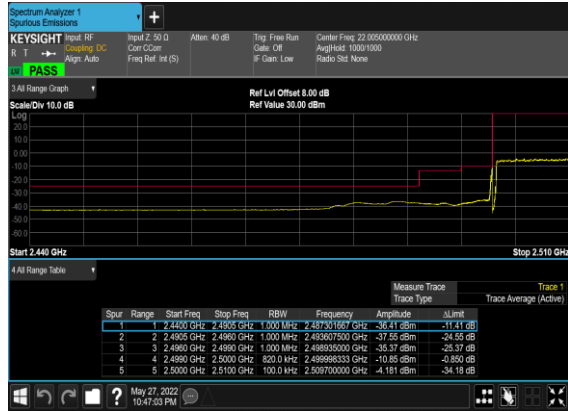 Spectrum Analyzer 1
Spurious Emissions
+
KEYSIGHT Input: RF Input Z: 50 Ω Atten: 40 dB Trig: Free Run Center Freq: 22.005000000 GHz
R T Coupling: DC Corr CCorr Gate: Off Avg|Hold: 1000/1000
Align: Auto Freq Ref: Int (S) IF Gain: Low Radio Std: None
PASS
3 All Range Graph
Ref Lvl Offset 8.00 dB
Scale/Div 10.0 dB Ref Value 30.00 dBm
Log
20.0
10.0
0.00
-10.0
-20.0
-30.0
-40.0
-50.0
-60.0
Start 2.440 GHz Stop 2.510 GHz
4 All Range Table
Measure Trace Trace 1
Trace Type Trace Average (Active)
Spur Range Start Freq Stop Freq RBW Frequency Amplitude ΔLimit
1 1 2.4400 GHz 2.4905 GHz 1.000 MHz 2.487301667 GHz -36.41 dBm -11.41 dB
2 2 2.4905 GHz 2.4960 GHz 1.000 MHz 2.493607500 GHz -37.55 dBm -24.55 dB
3 3 2.4960 GHz 2.4990 GHz 1.000 MHz 2.498935000 GHz -35.37 dBm -25.37 dB
4 4 2.4990 GHz 2.5000 GHz 820.0 kHz 2.499998333 GHz -10.85 dBm -0.850 dB
5 5 2.5000 GHz 2.5100 GHz 100.0 kHz 2.509700000 GHz -4.181 dBm -34.18 dB
? May 27, 2022
10:47:03 PM